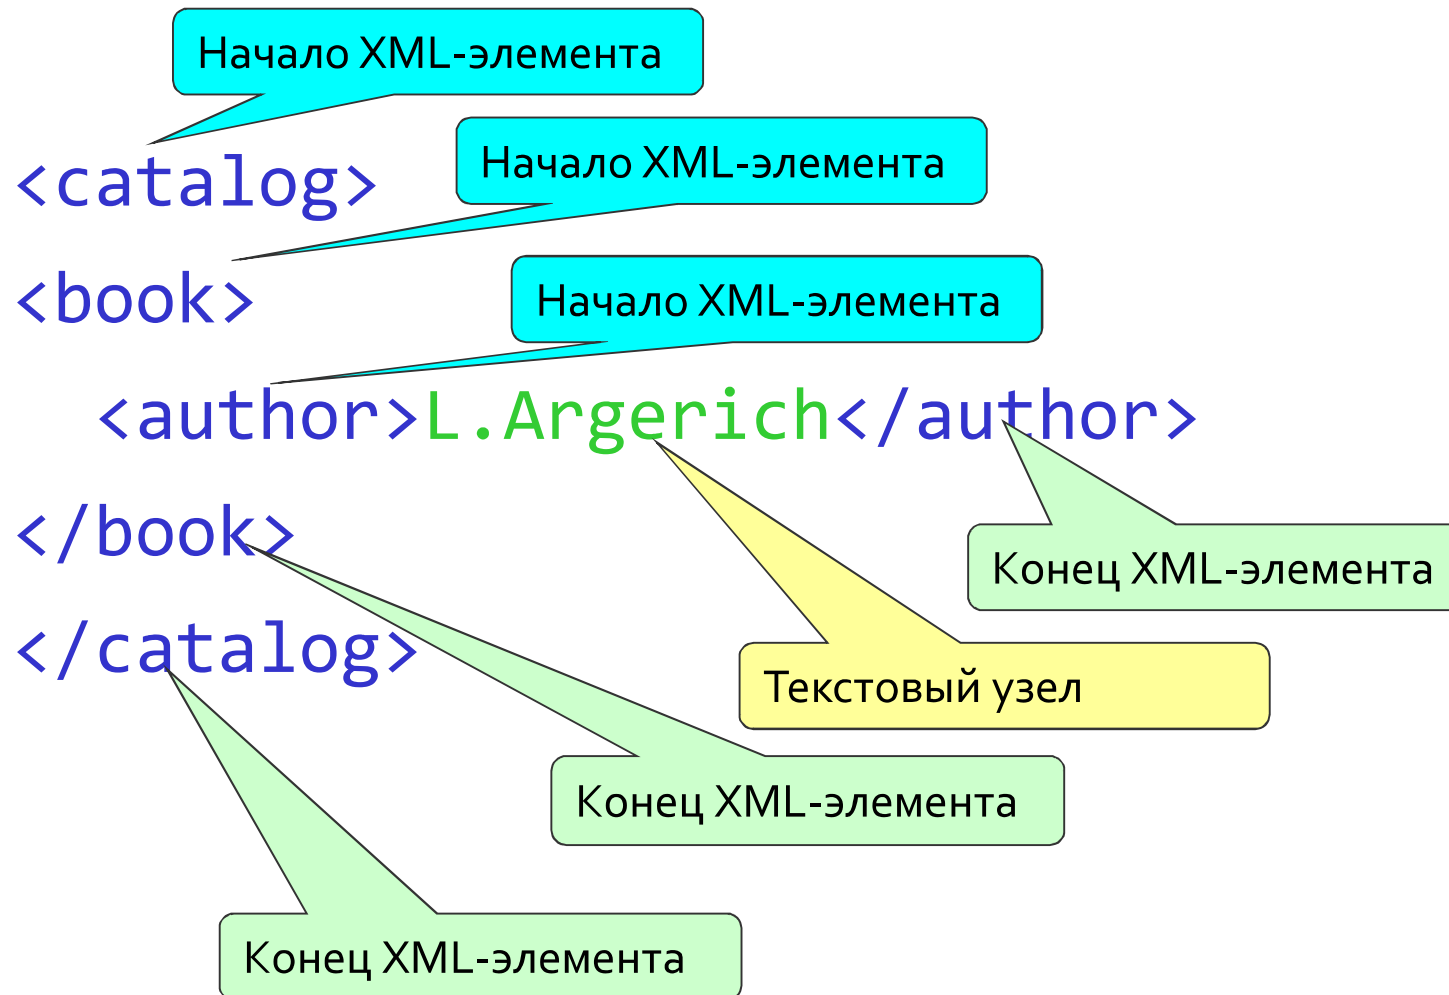 Начало XML-элемента
<catalog>
Начало XML-элемента
<book>
Начало XML-элемента
<author>L.Argerich</author>
</book>
Конец XML-элемента
</catalog>
Текстовый узел
Конец XML-элемента
Конец XML-элемента